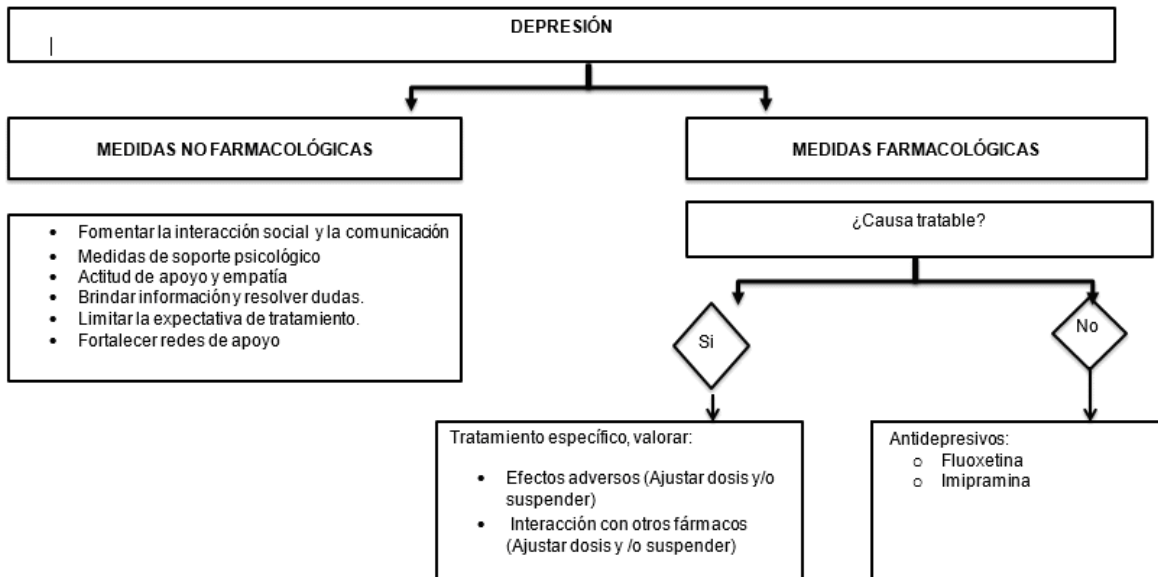 DEPRESIÓN
MEDIDAS NO FARMACOLÓGICAS
MEDIDAS FARMACOLÓGICAS
• Fomentar la interacción social y la comunicación
• Medidas de soporte psicológico
• Actitud de apoyo y empatía
• Brindar información y resolver dudas.
• Limitar la expectativa de tratamiento.
• Fortalecer redes de apoyo
¿Causa tratable?
Si
No
Tratamiento específico, valorar:
• Efectos adversos (Ajustar dosis y/o
suspender)
• Interacción con otros fármacos
(Ajustar dosis y /o suspender)
Antidepresivos:
o Fluoxetina
o Imipramina